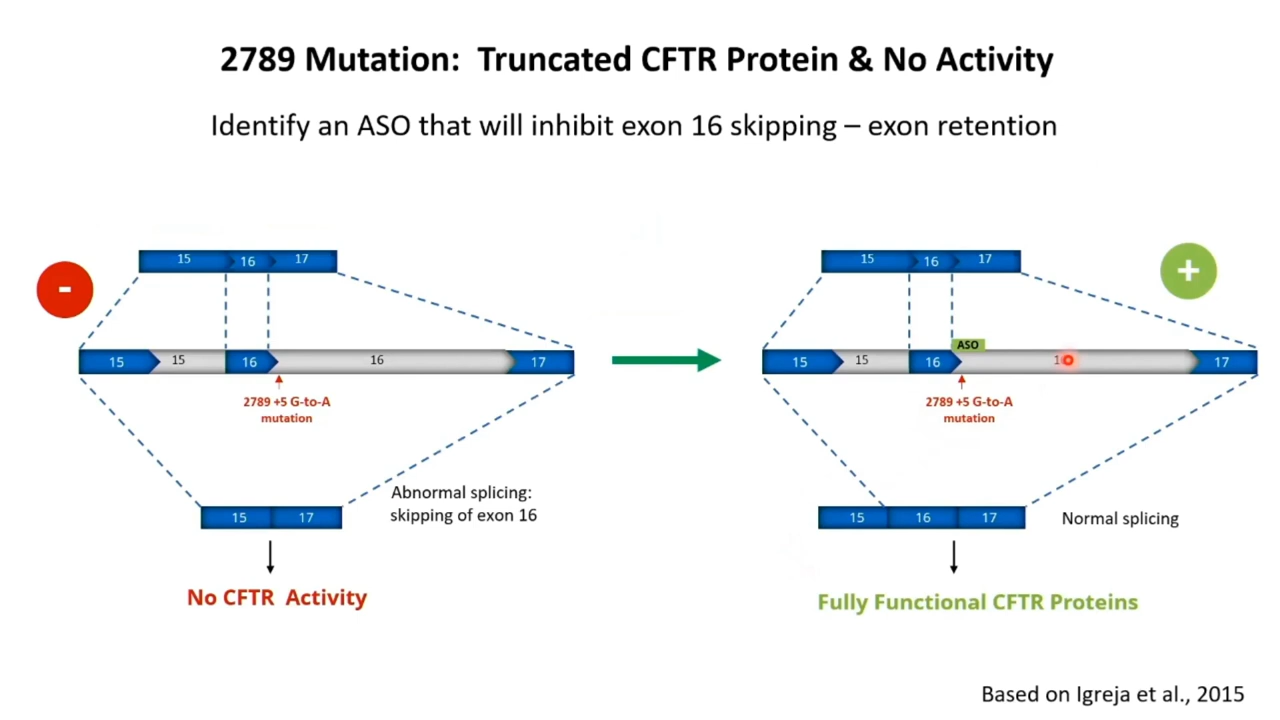 2789 Mutation:  Truncated CFTR Protein & No Activity
Identify an ASO that will inhibit exon 16 skipping – exon retention
15 16 17
-
15 15 16 16 17
2789 +5 G-to-A
mutation
Abnormal splicing:
skipping of exon 16
15 17
No CFTR Activity
15 16 17
+
ASO
15 15 16 17
2789 +5 G-to-A
mutation
15 16 17
Normal splicing
Fully Functional CFTR Proteins
Based on Igreja et al., 2015